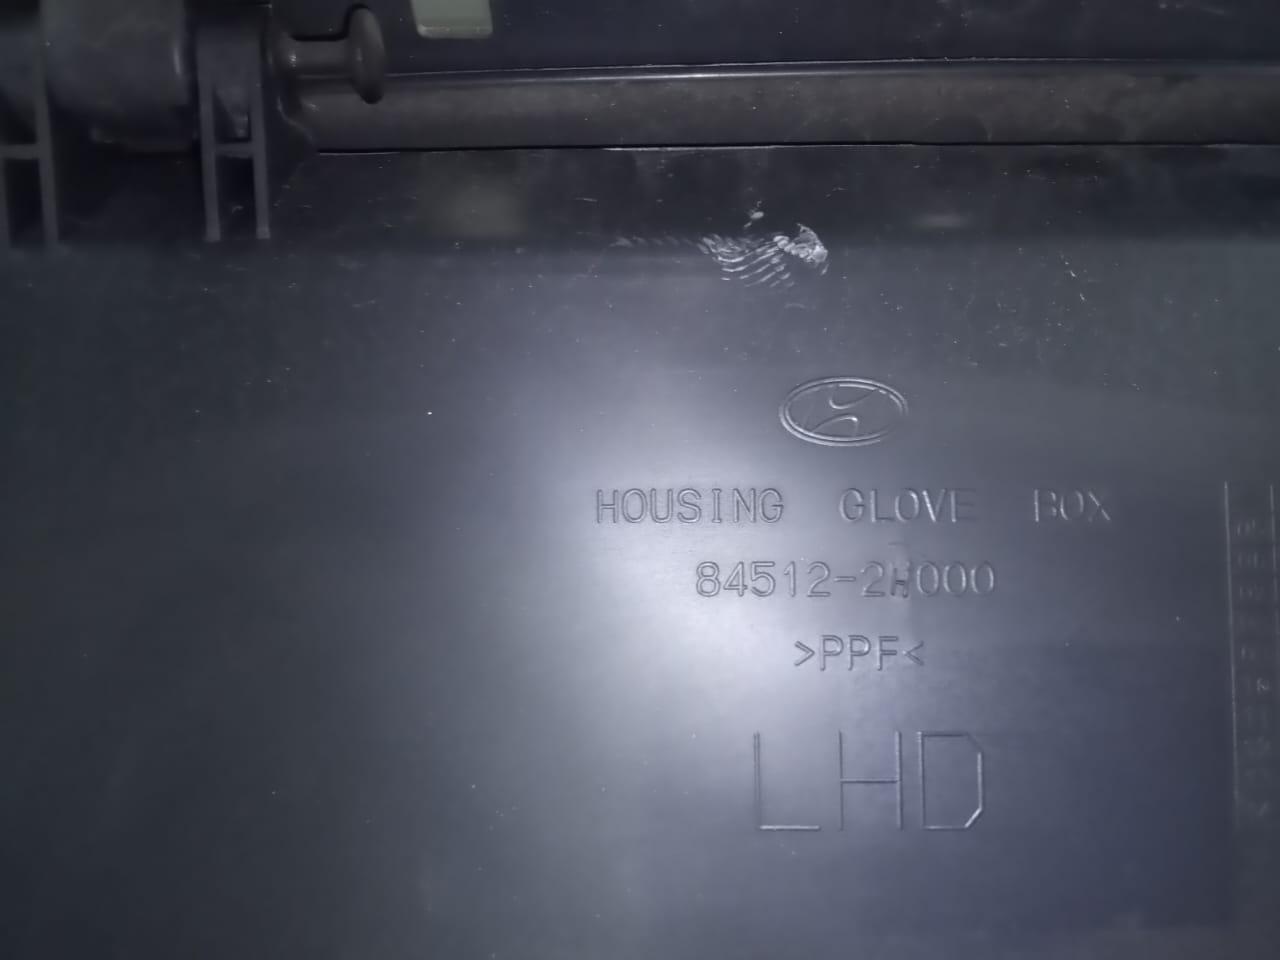 HOUSING GLOVE BOX
84512-2H000
>PPF<
LHD